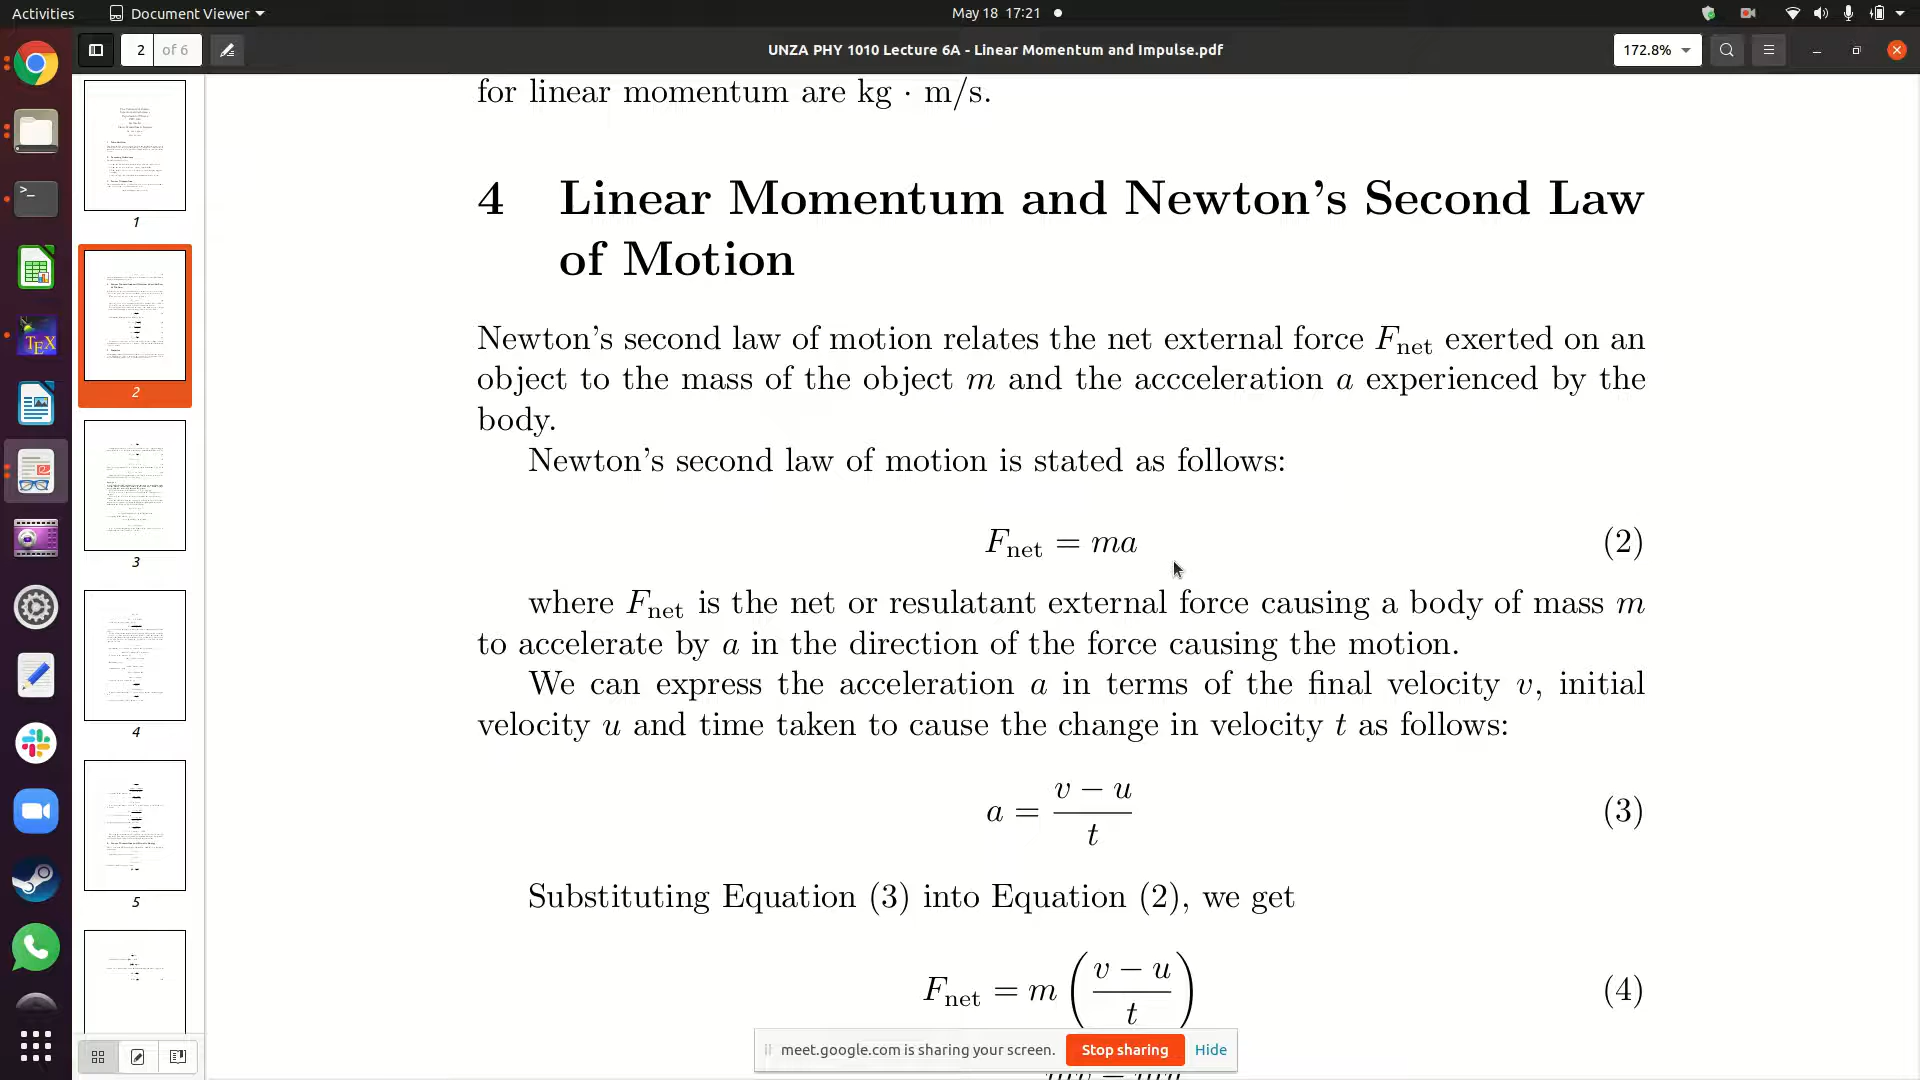 Activities
Document Viewer
May 18 17:21
2 of 6
UNZA PHY 1010 Lecture 6A - Linear Momentum and Impulse.pdf
172.8%
for linear momentum are kg · m/s.
4 Linear Momentum and Newton's Second Law
of Motion
Newton's second law of motion relates the net external force F_net exerted on an
object to the mass of the object m and the accceleration a experienced by the
body.
Newton's second law of motion is stated as follows:
F_net = ma (2)
where F_net is the net or resulatant external force causing a body of mass m
to accelerate by a in the direction of the force causing the motion.
We can express the acceleration a in terms of the final velocity v, initial
velocity u and time taken to cause the change in velocity t as follows:
a = (v − u)/t (3)
Substituting Equation (3) into Equation (2), we get
F_net = m ((v − u)/t) (4)
1
2
3
4
5
meet.google.com is sharing your screen.
Stop sharing
Hide